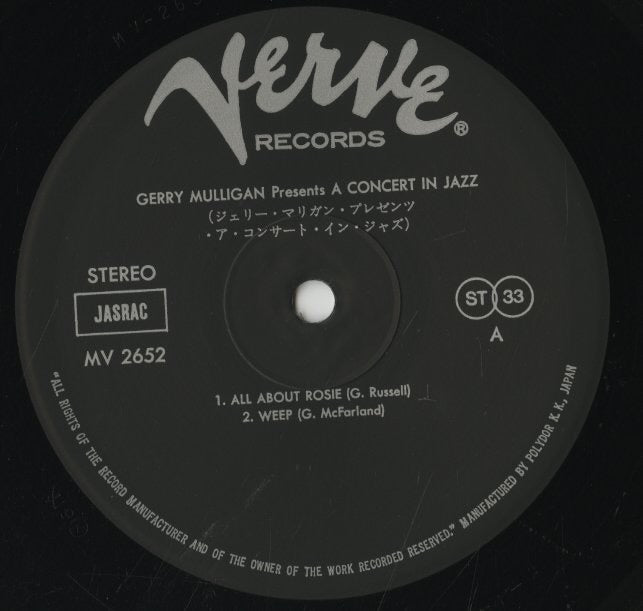 Verve®
RECORDS
GERRY MULLIGAN Presents A CONCERT IN JAZZ
(ジェリー・マリガン・プレゼンツ
・ア・コンサート・イン・ジャズ)
STEREO
JASRAC
MV 2652
ST 33
A
1. ALL ABOUT ROSIE (G. Russell)
2. WEEP (G. McFarland)
"ALL RIGHTS OF THE RECORD MANUFACTURER AND OF THE OWNER OF THE WORK RECORDED RESERVED." MANUFACTURED BY POLYDOR K. K., JAPAN